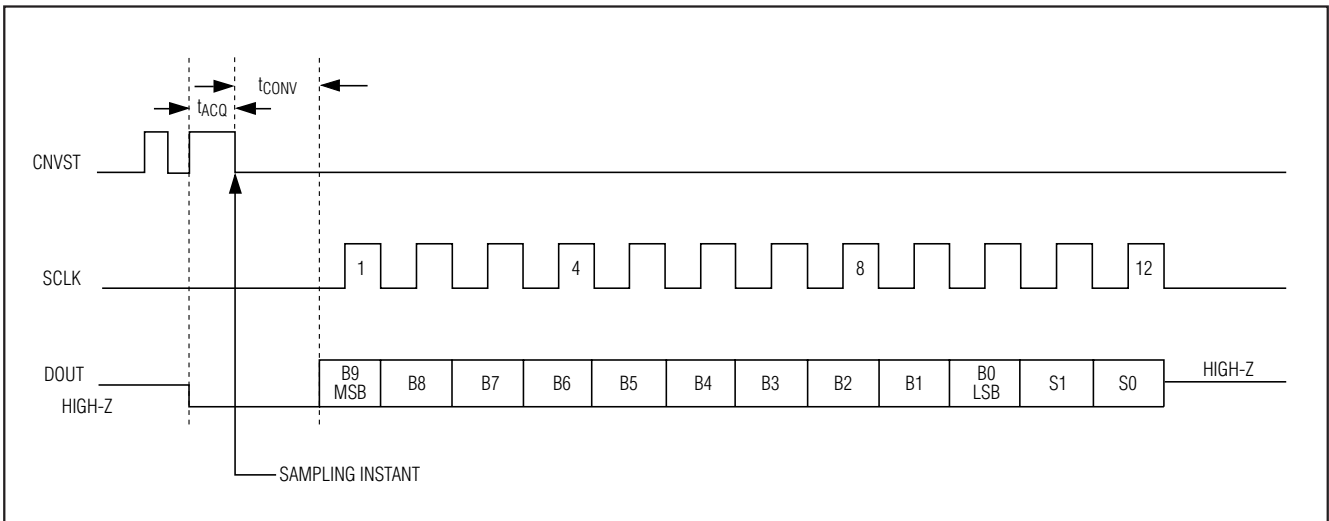 tCONV
tACQ
CNVST
SCLK
1
4
8
12
DOUT
HIGH-Z
B9
MSB
B8
B7
B6
B5
B4
B3
B2
B1
B0
LSB
S1
S0
HIGH-Z
SAMPLING INSTANT